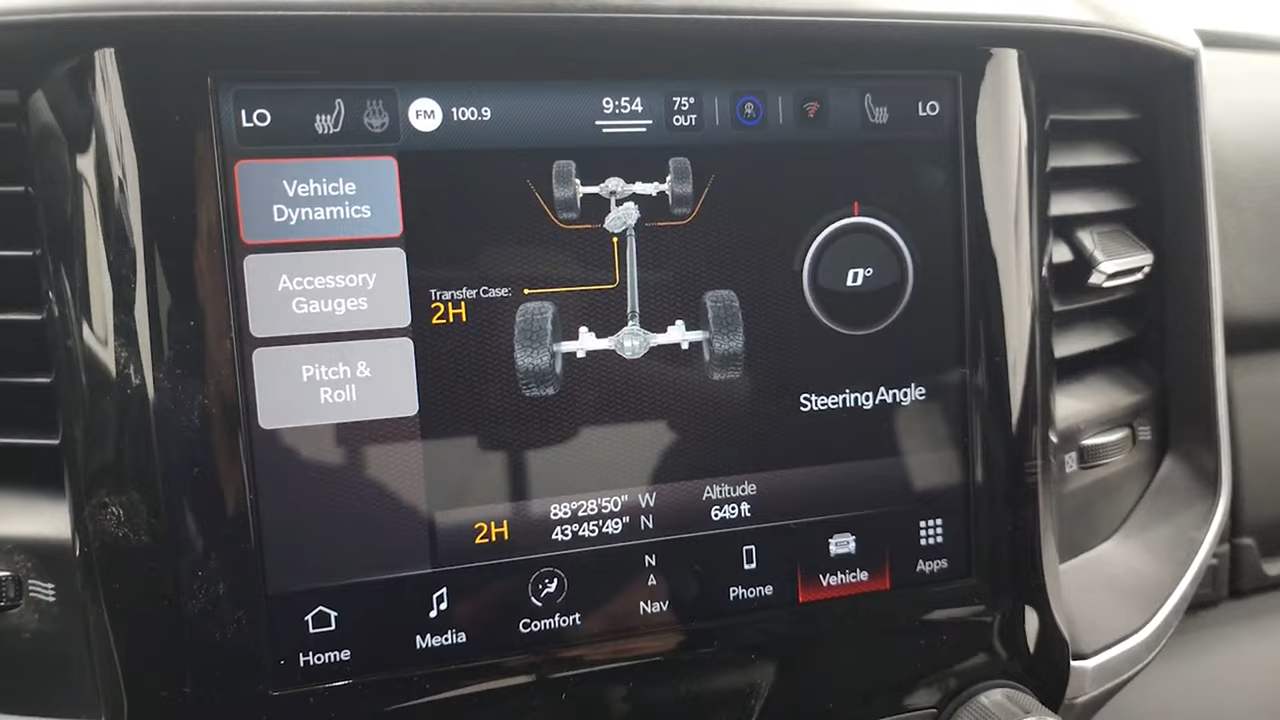 LO
FM 100.9
9:54
75°
OUT
LO
Vehicle
Dynamics
Accessory
Gauges
Pitch &
Roll
Transfer Case:
2H
0°
Steering Angle
2H
88°28'50" W
43°45'49" N
Altitude
649 ft
Home
Media
Comfort
N
Nav
Phone
Vehicle
Apps